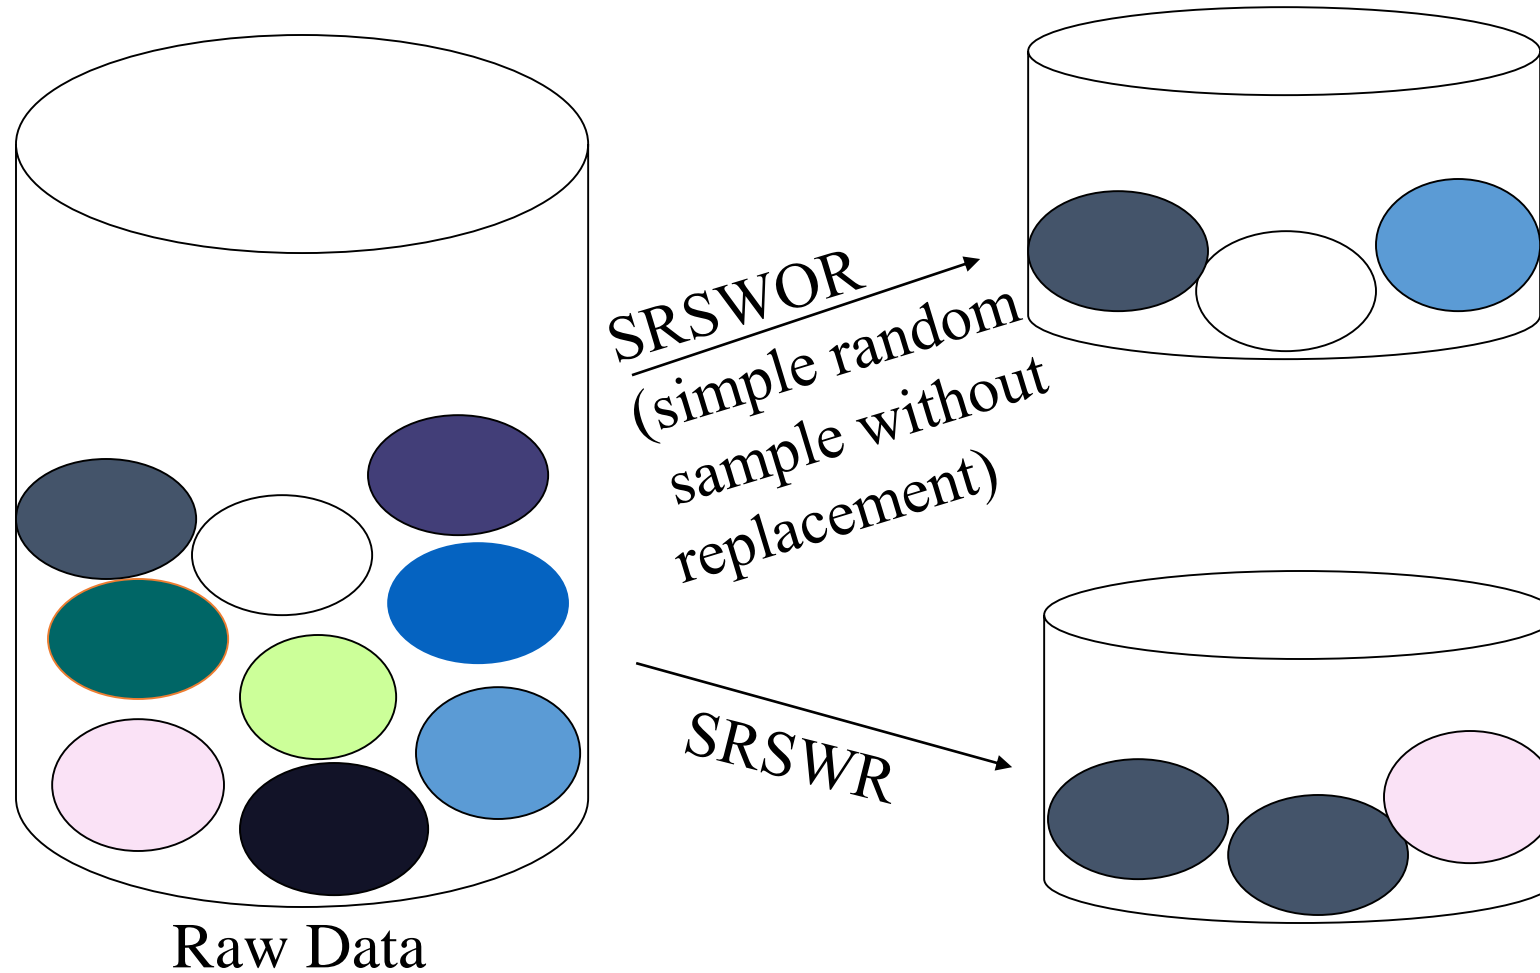 SRSWOR
(simple random
sample without
replacement)
SRSWR
Raw Data